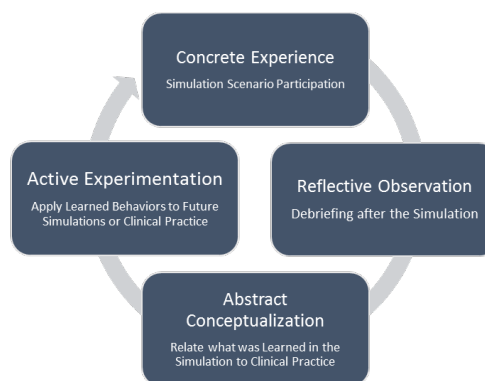 Concrete Experience
Simulation Scenario Participation
Reflective Observation
Debriefing after the Simulation
Abstract
Conceptualization
Relate what was Learned in the
Simulation to Clinical Practice
Active Experimentation
Apply Learned Behaviors to Future
Simulations or Clinical Practice